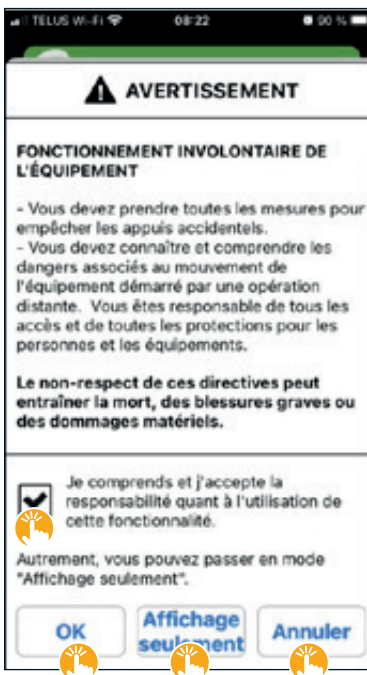 TELUS Wi-Fi 08:22 90 %
AVERTISSEMENT
FONCTIONNEMENT INVOLONTAIRE DE
L'ÉQUIPEMENT
- Vous devez prendre toutes les mesures pour
empêcher les appuis accidentels.
- Vous devez connaître et comprendre les
dangers associés au mouvement de
l'équipement démarré par une opération
distante. Vous êtes responsable de tous les
accès et de toutes les protections pour les
personnes et les équipements.
Le non-respect de ces directives peut
entraîner la mort, des blessures graves ou
des dommages matériels.
Je comprends et j'accepte la
responsabilité quant à l'utilisation de
cette fonctionnalité.
Autrement, vous pouvez passer en mode
"Affichage seulement".
OK
Affichage
seulement
Annuler